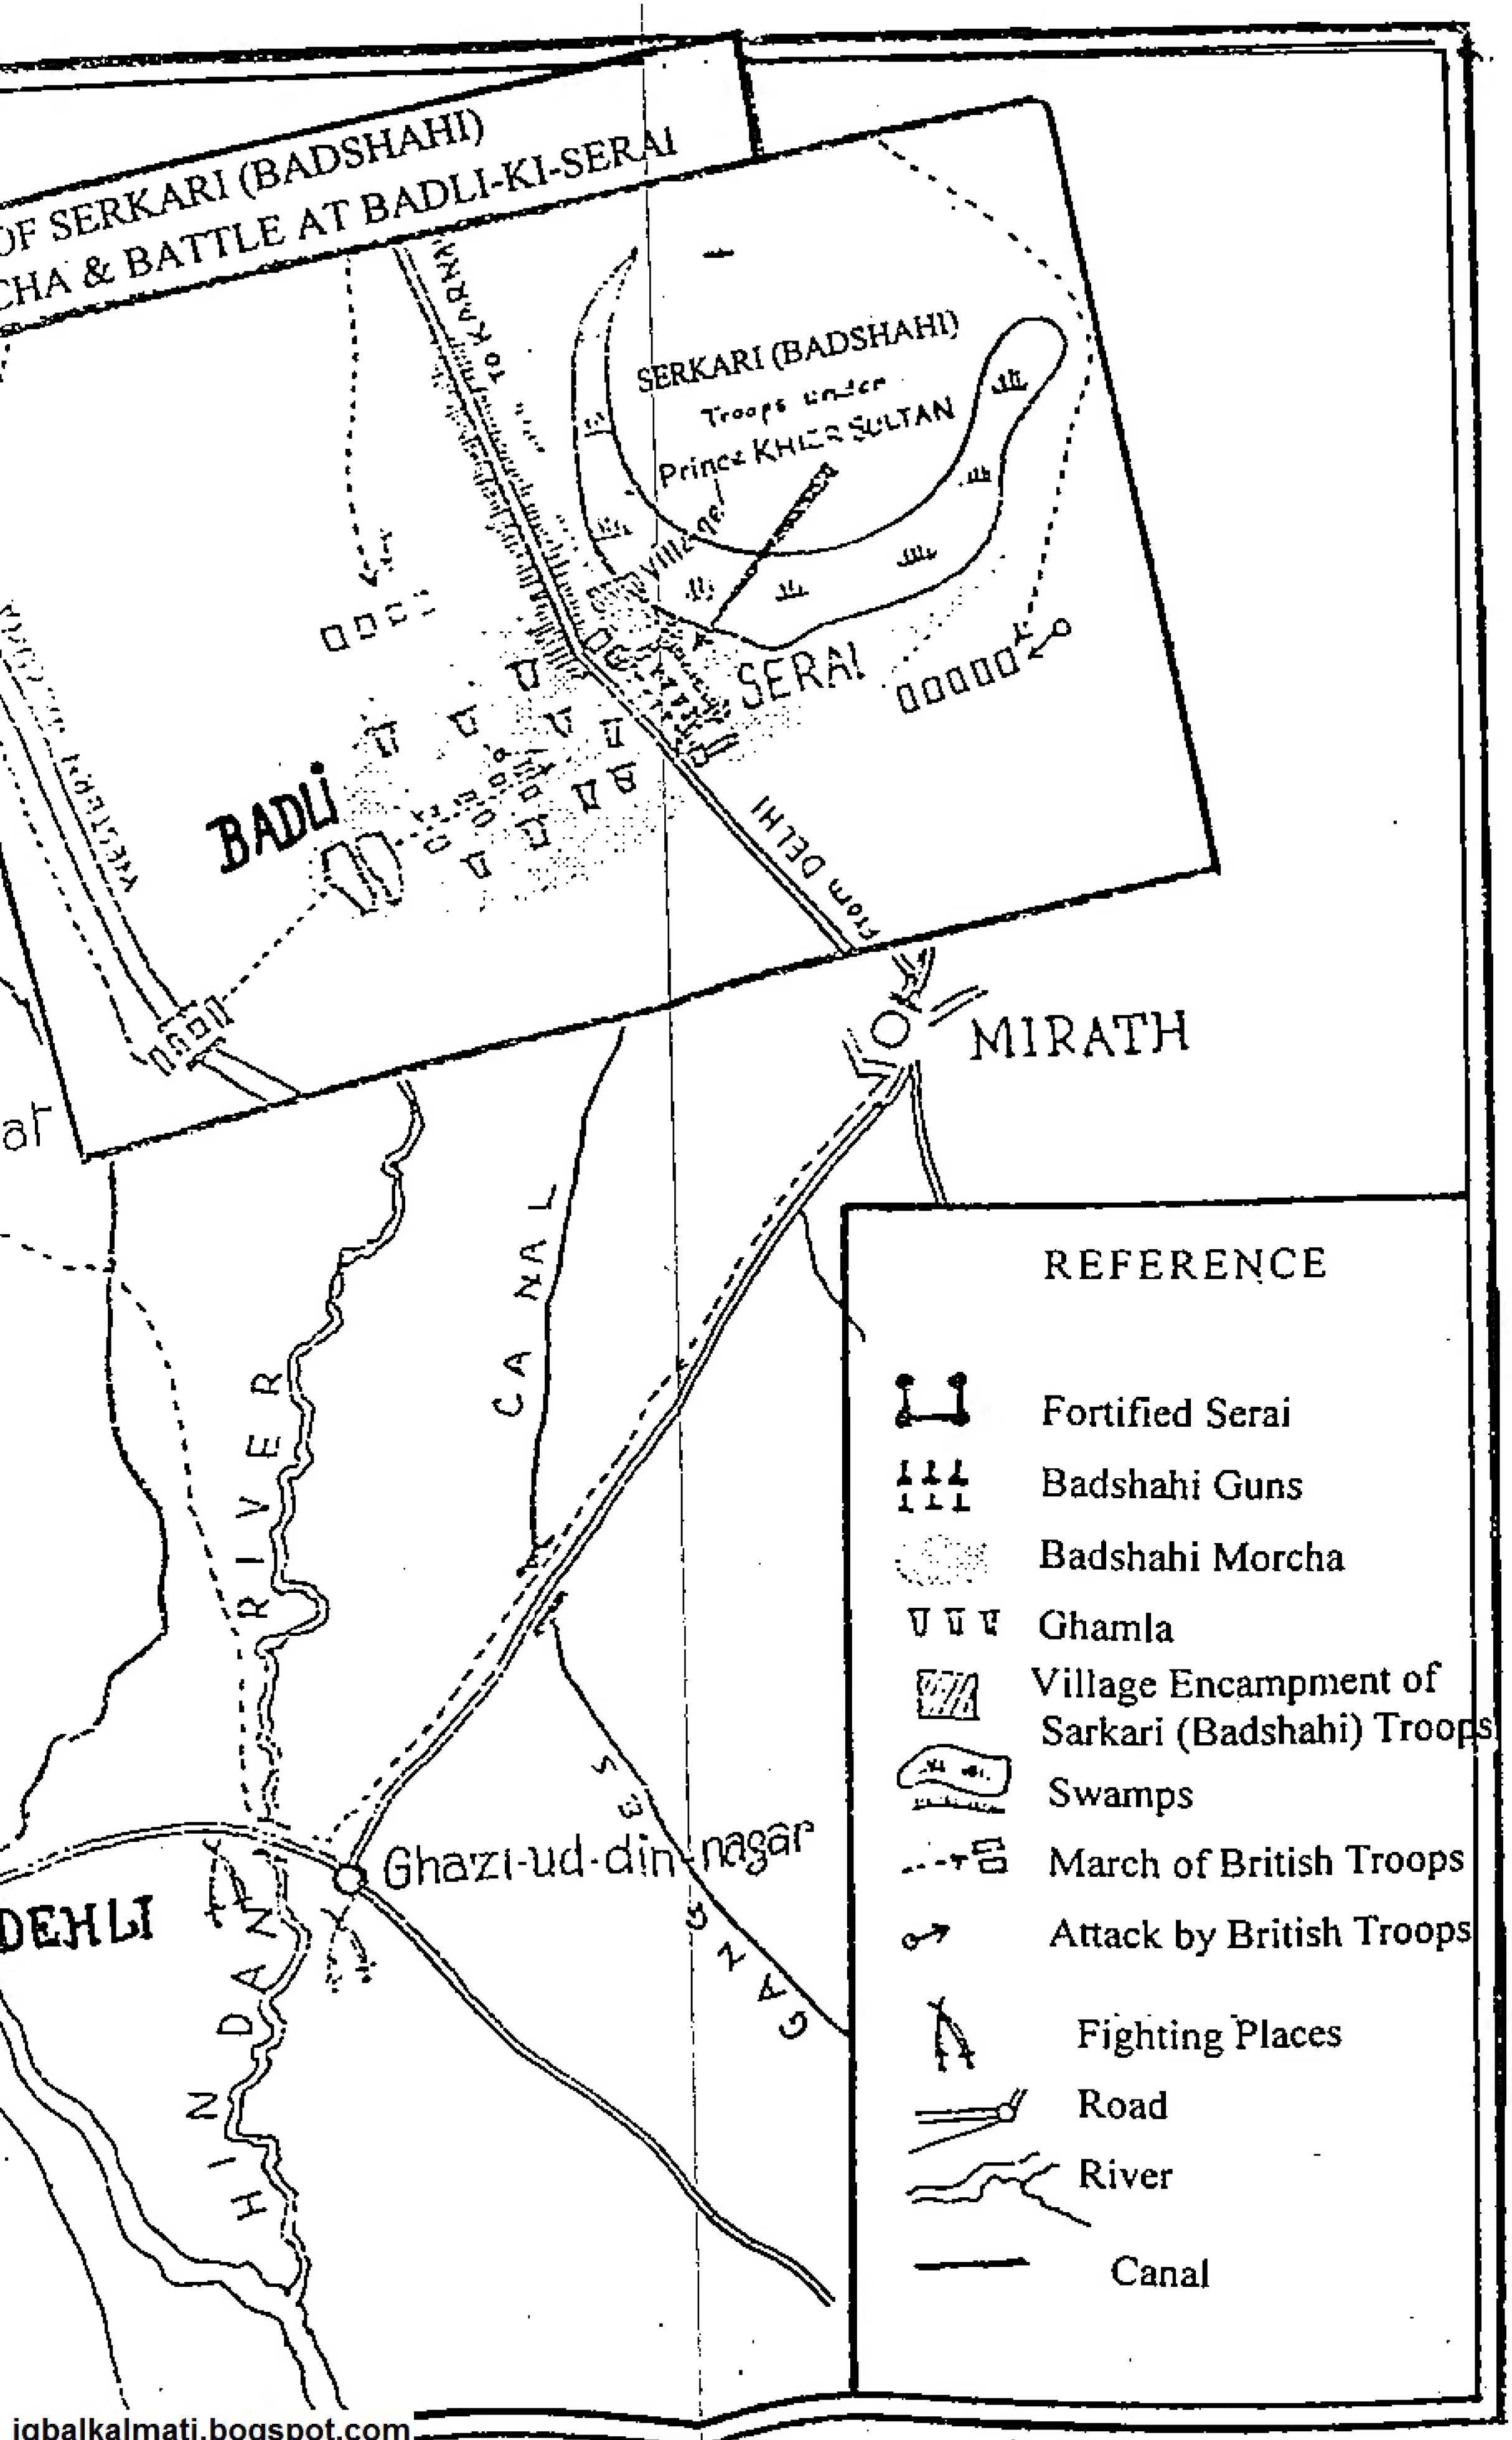 OF SERKARI (BADSHAHI)
CHA & BATTLE AT BADLI-KI-SERAI
TO
SERKARI (BADSHAHI)
Troops under
Prince SULTAN
Village
SERAI
BADLi
WESTERN
From DELHI
MIRATH
at
CANAL
RIVER
GANGES
Ghazi-ud-din-nagar
DEHLI
HINDAN
REFERENCE
Fortified Serai
Badshahi Guns
Badshahi Morcha
Ghamla
Village Encampment of
Sarkari (Badshahi) Troops
Swamps
March of British Troops
Attack by British Troops
Fighting Places
Road
River
Canal
iqbalkalmati.bogspot.com